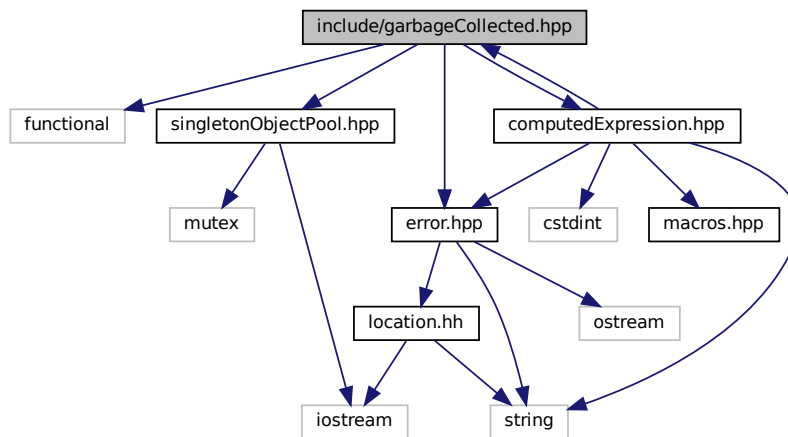 include/garbageCollected.hpp
functional
singletonObjectPool.hpp
computedExpression.hpp
mutex
error.hpp
cstdint
macros.hpp
location.hh
ostream
iostream
string